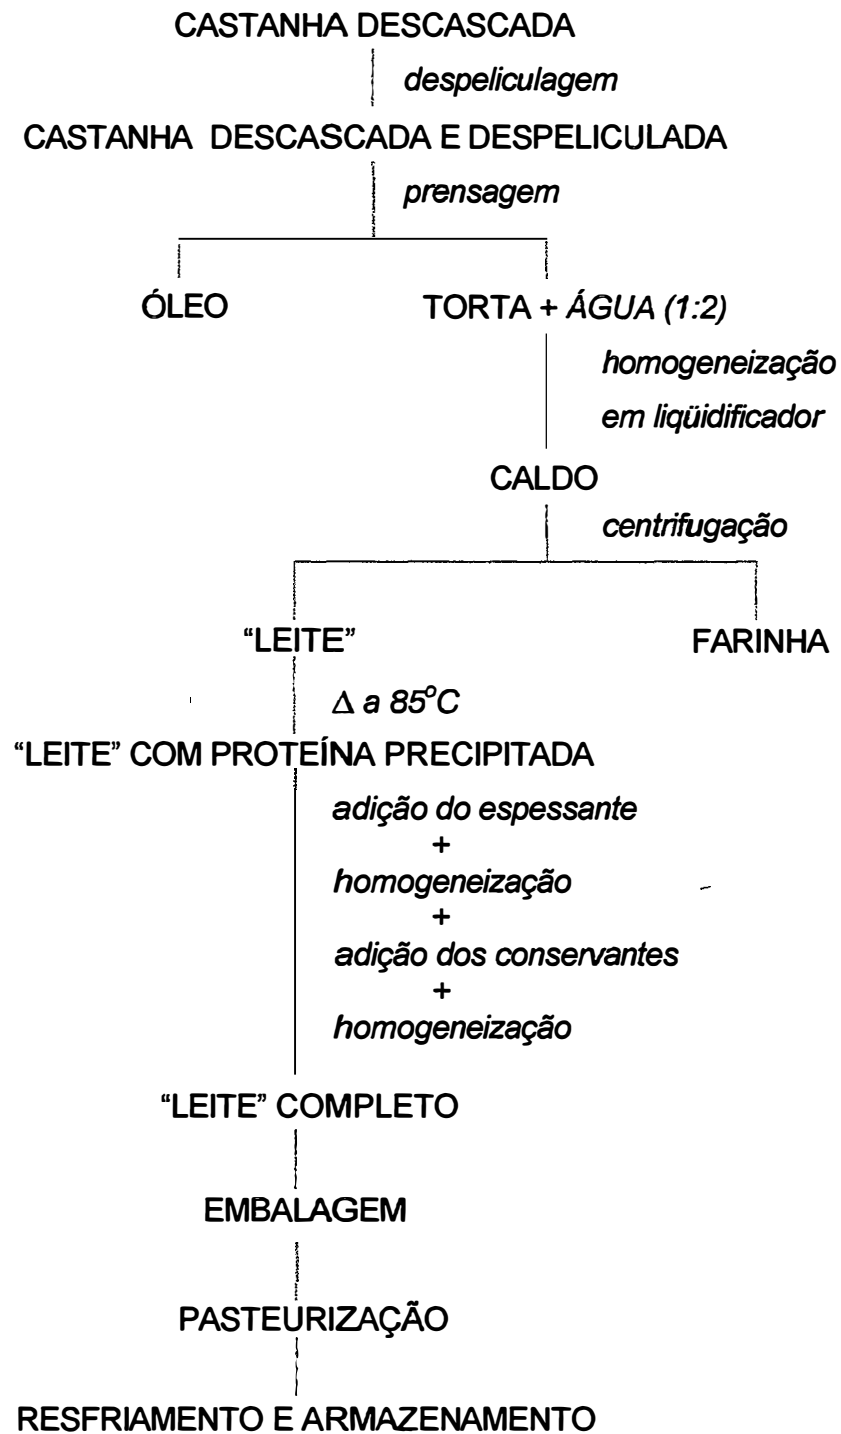 CASTANHA DESCASCADA
despeliculagem
CASTANHA DESCASCADA E DESPELICULADA
prensagem
ÓLEO
TORTA + ÁGUA (1:2)
homogeneização
em liqüidificador
CALDO
centrifugação
“LEITE”
FARINHA
Δ a 85°C
“LEITE” COM PROTEÍNA PRECIPITADA
adição do espessante
+
homogeneização
+
adição dos conservantes
+
homogeneização
“LEITE” COMPLETO
EMBALAGEM
PASTEURIZAÇÃO
RESFRIAMENTO E ARMAZENAMENTO